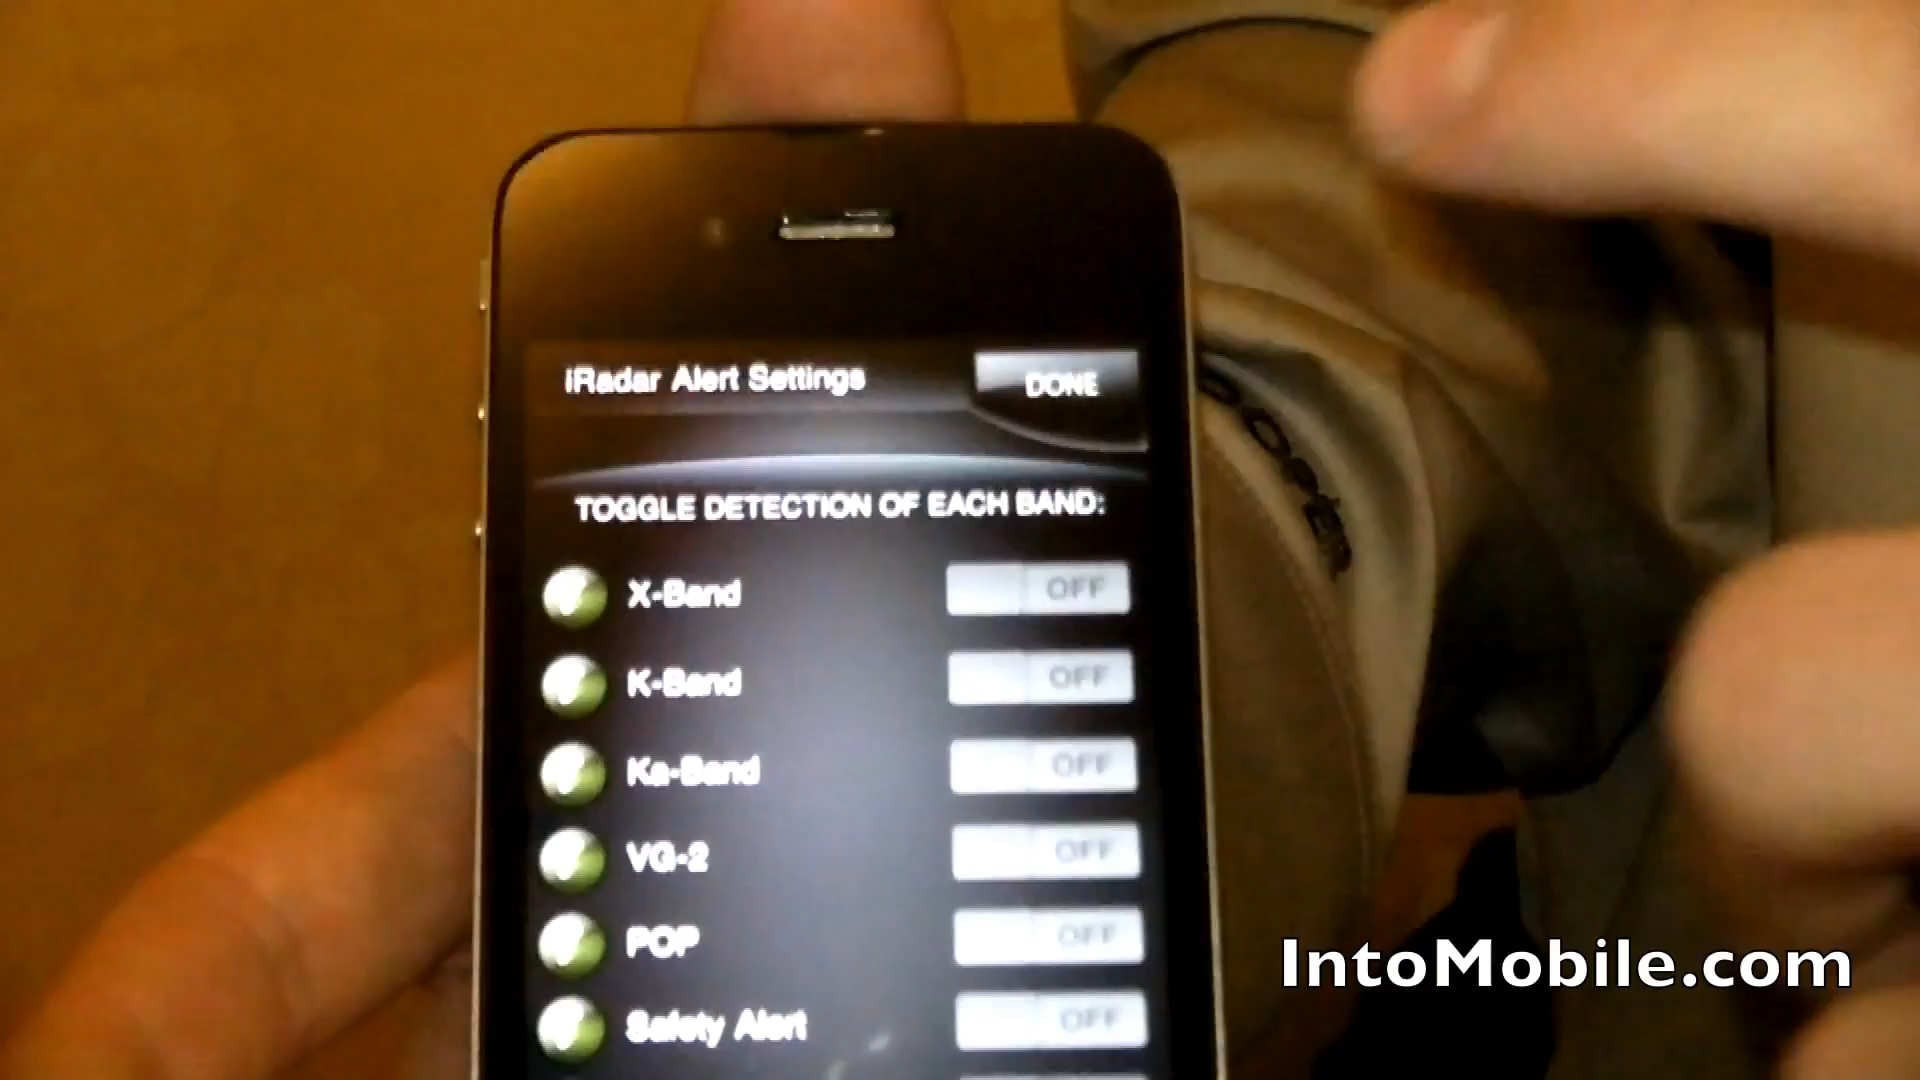 iRadar Alert Settings
DONE
TOGGLE DETECTION OF EACH BAND:
X-Band
OFF
K-Band
OFF
Ka-Band
OFF
VG-2
OFF
POP
OFF
Safety Alert
OFF
IntoMobile.com